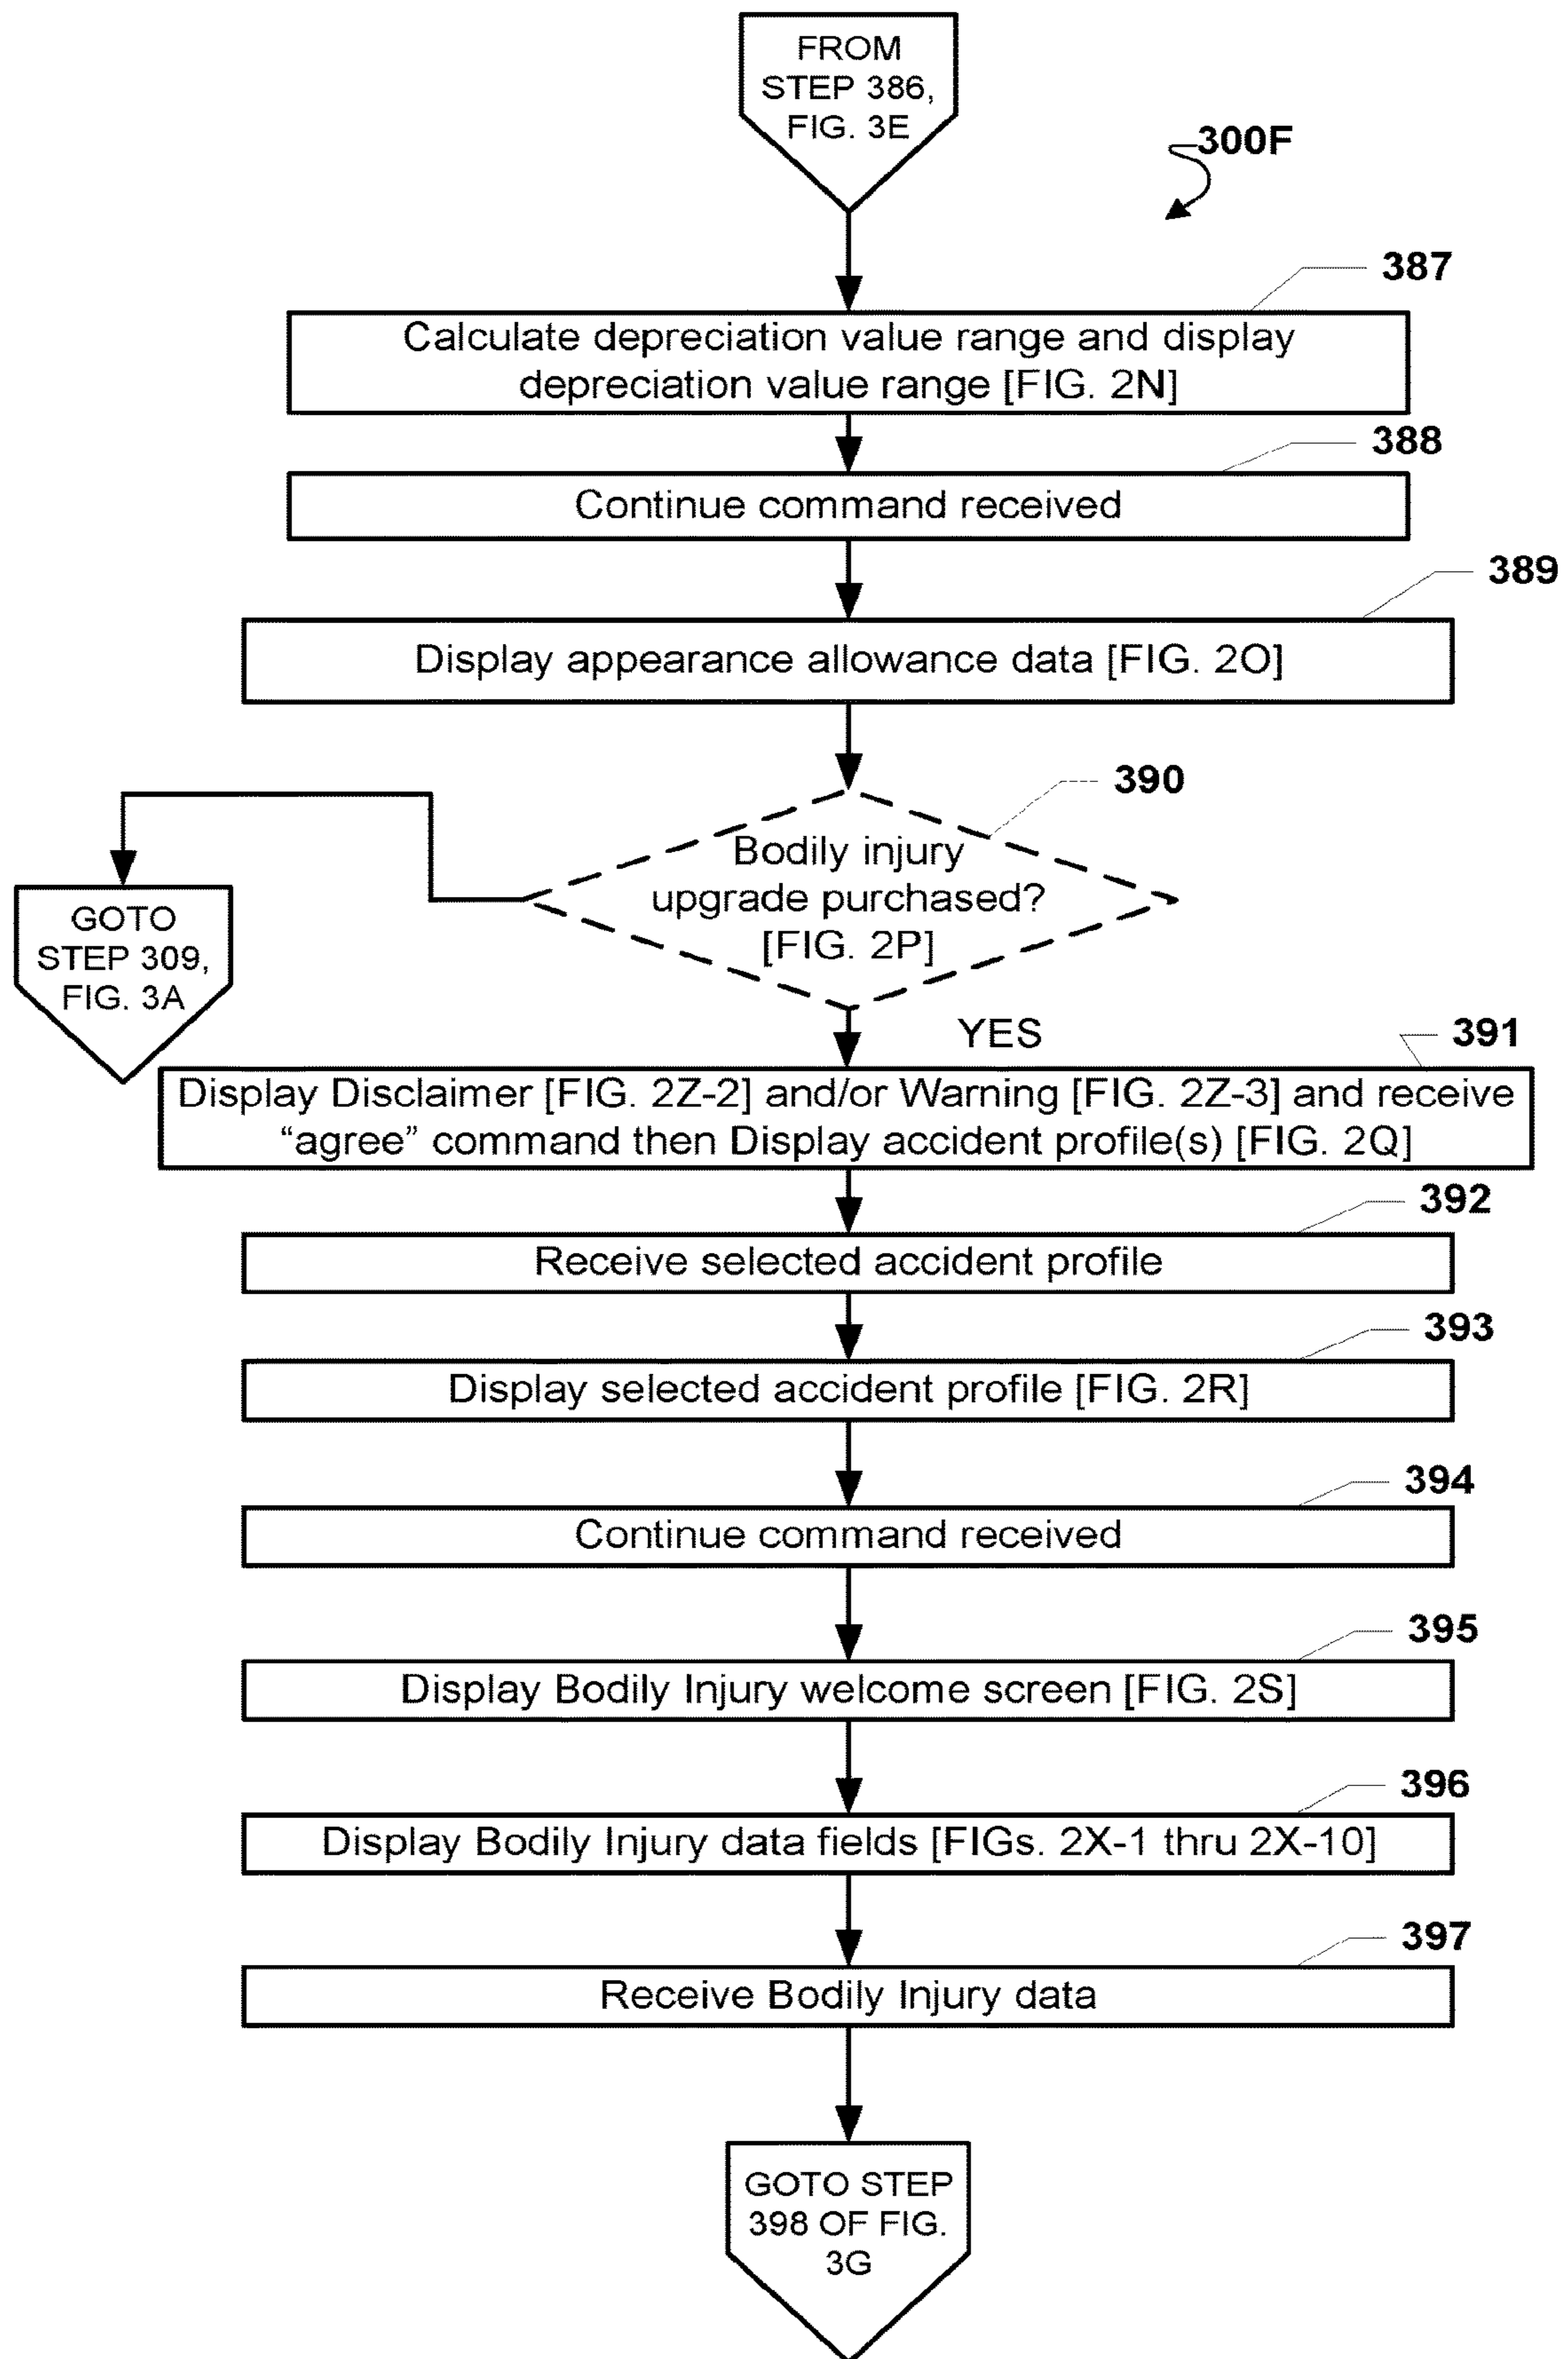 FROM
STEP 386,
FIG. 3E
300F
387
Calculate depreciation value range and display
depreciation value range [FIG. 2N]
388
Continue command received
389
Display appearance allowance data [FIG. 2O]
390
Bodily injury
upgrade purchased?
[FIG. 2P]
GOTO
STEP 309,
FIG. 3A
YES
391
Display Disclaimer [FIG. 2Z-2] and/or Warning [FIG. 2Z-3] and receive
“agree” command then Display accident profile(s) [FIG. 2Q]
392
Receive selected accident profile
393
Display selected accident profile [FIG. 2R]
394
Continue command received
395
Display Bodily Injury welcome screen [FIG. 2S]
396
Display Bodily Injury data fields [FIGs. 2X-1 thru 2X-10]
397
Receive Bodily Injury data
GOTO STEP
398 OF FIG.
3G